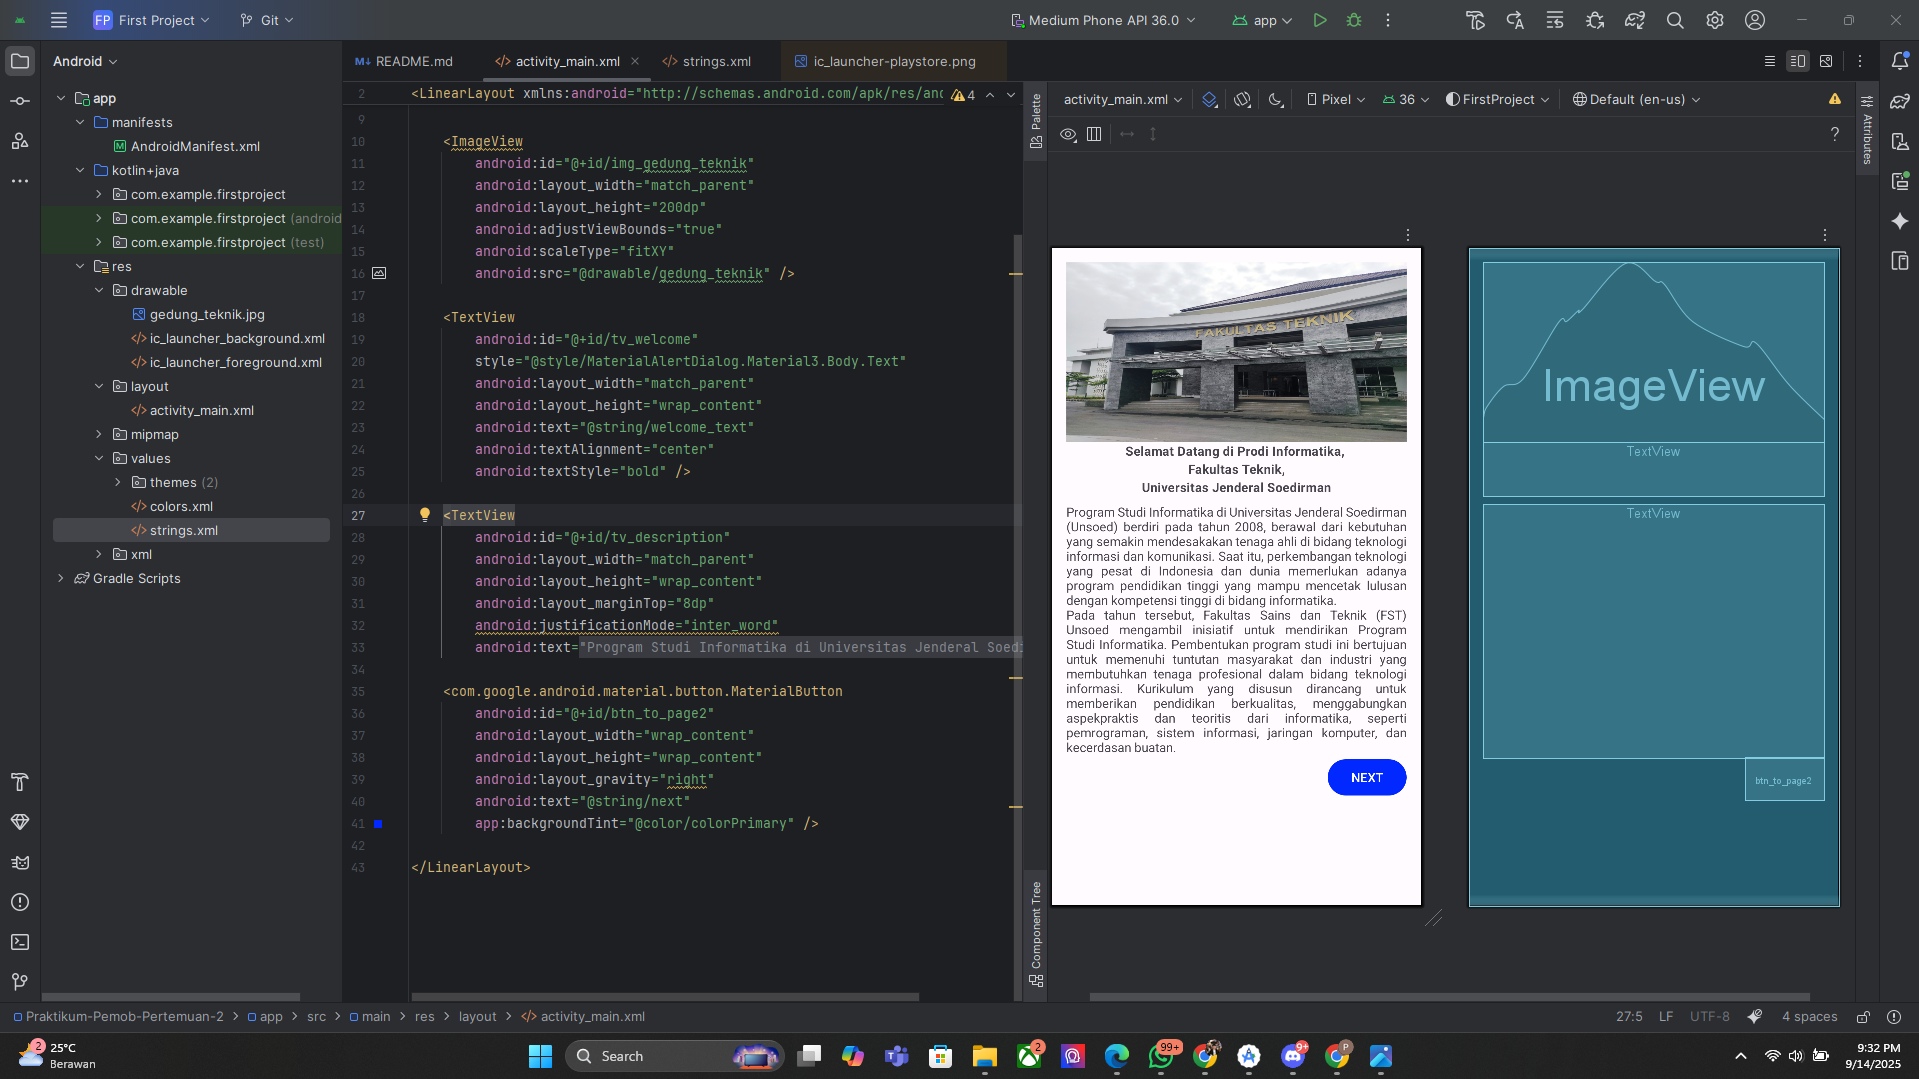 FP First Project
Git
Medium Phone API 36.0
app
Android
README.md
activity_main.xml
strings.xml
ic_launcher-playstore.png
app
manifests
AndroidManifest.xml
kotlin+java
com.example.firstproject
com.example.firstproject (android
com.example.firstproject (test)
res
drawable
gedung_teknik.jpg
ic_launcher_background.xml
ic_launcher_foreground.xml
layout
activity_main.xml
mipmap
values
themes (2)
colors.xml
strings.xml
xml
Gradle Scripts
2 <LinearLayout xmlns:android="http://schemas.android.com/apk/res/and 4
9
10 <ImageView
11 android:id="@+id/img_gedung_teknik"
12 android:layout_width="match_parent"
13 android:layout_height="200dp"
14 android:adjustViewBounds="true"
15 android:scaleType="fitXY"
16 android:src="@drawable/gedung_teknik" />
17
18 <TextView
19 android:id="@+id/tv_welcome"
20 style="@style/MaterialAlertDialog.Material3.Body.Text"
21 android:layout_width="match_parent"
22 android:layout_height="wrap_content"
23 android:text="@string/welcome_text"
24 android:textAlignment="center"
25 android:textStyle="bold" />
26
27 <TextView
28 android:id="@+id/tv_description"
29 android:layout_width="match_parent"
30 android:layout_height="wrap_content"
31 android:layout_marginTop="8dp"
32 android:justificationMode="inter_word"
33 android:text="Program Studi Informatika di Universitas Jenderal Soedi
34
35 <com.google.android.material.button.MaterialButton
36 android:id="@+id/btn_to_page2"
37 android:layout_width="wrap_content"
38 android:layout_height="wrap_content"
39 android:layout_gravity="right"
40 android:text="@string/next"
41 app:backgroundTint="@color/colorPrimary" />
42
43 </LinearLayout>
Palette
Component Tree
activity_main.xml
Pixel
36
FirstProject
Default (en-us)
?
Attributes
FAKULTAS TEKNIK
Selamat Datang di Prodi Informatika,
Fakultas Teknik,
Universitas Jenderal Soedirman
Program Studi Informatika di Universitas Jenderal Soedirman
(Unsoed) berdiri pada tahun 2008, berawal dari kebutuhan
yang semakin mendesakakan tenaga ahli di bidang teknologi
informasi dan komunikasi. Saat itu, perkembangan teknologi
yang pesat di Indonesia dan dunia memerlukan adanya
program pendidikan tinggi yang mampu mencetak lulusan
dengan kompetensi tinggi di bidang informatika.
Pada tahun tersebut, Fakultas Sains dan Teknik (FST)
Unsoed mengambil inisiatif untuk mendirikan Program
Studi Informatika. Pembentukan program studi ini bertujuan
untuk memenuhi tuntutan masyarakat dan industri yang
membutuhkan tenaga profesional dalam bidang teknologi
informasi. Kurikulum yang disusun dirancang untuk
memberikan pendidikan berkualitas, menggabungkan
aspekpraktis dan teoritis dari informatika, seperti
pemrograman, sistem informasi, jaringan komputer, dan
kecerdasan buatan.
NEXT
ImageView
TextView
TextView
btn_to_page2
Praktikum-Pemob-Pertemuan-2 > app > src > main > res > layout > activity_main.xml
27:5 LF UTF-8 4 spaces
2
25°C
Berawan
Search
2
99+
9+
P
9:32 PM
9/14/2025